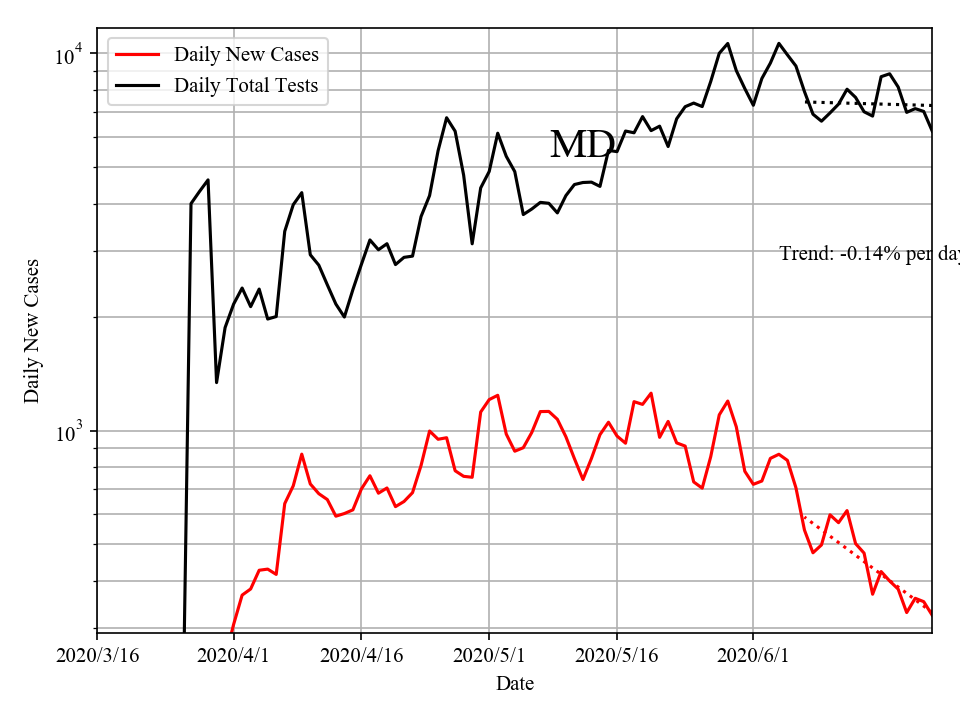 Daily New Cases
Daily Total Tests
10^4
MD
Trend: -0.14% per day
10^3
Daily New Cases
2020/3/16 2020/4/1 2020/4/16 2020/5/1 2020/5/16 2020/6/1
Date